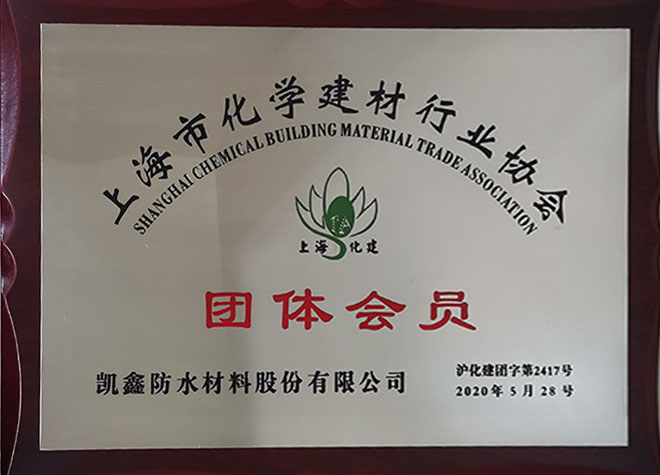 上海市化学建材行业协会
SHANGHAI CHEMICAL BUILDING MATERIAL TRADE ASSOCIATION
上海 化建
团体会员
凯鑫防水材料股份有限公司
沪化建团字第2417号
2020年5月28号